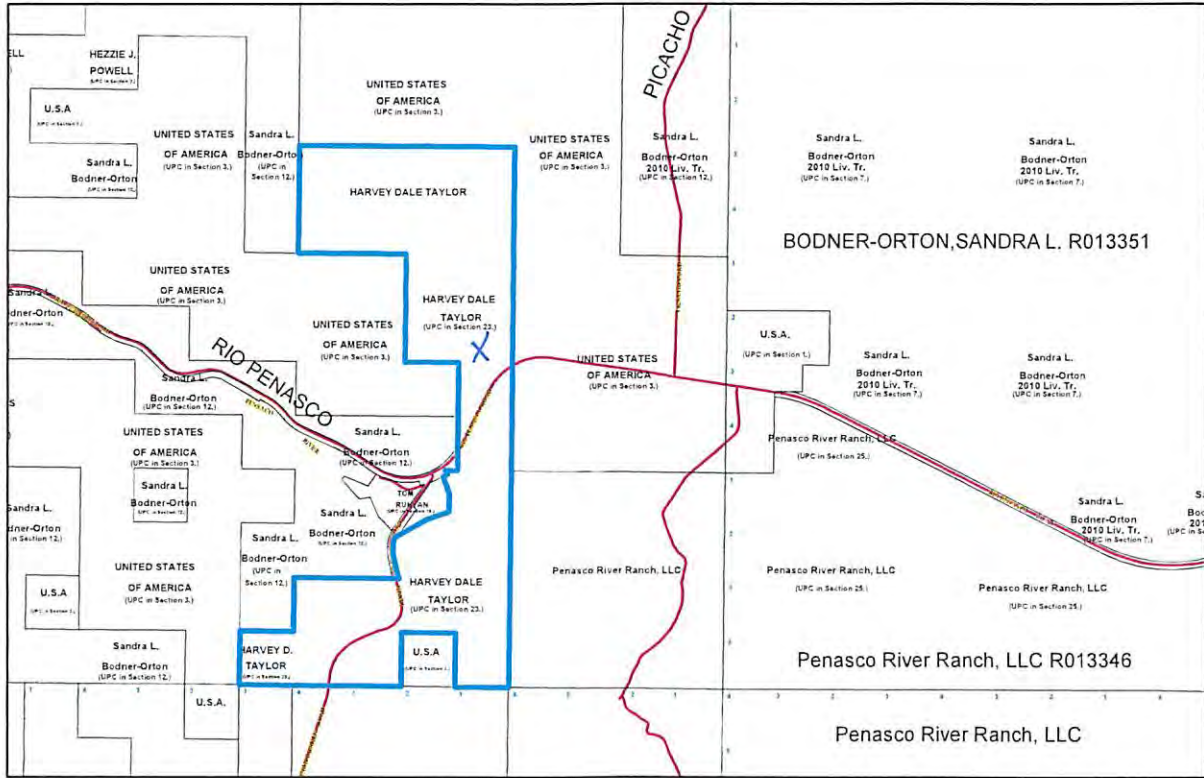 HEZZIE J.
POWELL
U.S.A
UNITED STATES
OF AMERICA
(UPC in Section 3.)
Sandra L.
Bodner-Orton
UNITED STATES
OF AMERICA
(UPC in Section 3.)
Sandra L.
Bodner-Orton
(UPC in
Section 12.)
HARVEY DALE TAYLOR
UNITED STATES
OF AMERICA
(UPC in Section 3.)
PICACHO
Sandra L.
Bodner-Orton
2010 Liv. Tr.
(UPC in Section 12.)
Sandra L.
Bodner-Orton
2010 Liv. Tr.
(UPC in Section 7.)
Sandra L.
Bodner-Orton
2010 Liv. Tr.
(UPC in Section 7.)
BODNER-ORTON,SANDRA L. R013351
UNITED STATES
OF AMERICA
(UPC in Section 3.)
UNITED STATES
OF AMERICA
(UPC in Section 3.)
HARVEY DALE
TAYLOR
(UPC in Section 23.)
X
RIO PENASCO
Sandra L.
Bodner-Orton
(UPC in Section 12.)
PENASCO
RIVER
UNITED STATES
OF AMERICA
(UPC in Section 3.)
U.S.A.
(UPC in Section 1.)
Sandra L.
Bodner-Orton
2010 Liv. Tr.
(UPC in Section 7.)
Sandra L.
Bodner-Orton
2010 Liv. Tr.
(UPC in Section 7.)
UNITED STATES
OF AMERICA
(UPC in Section 3.)
Sandra L.
Bodner-Orton
(UPC in Section 12.)
Penasco River Ranch, LLC
(UPC in Section 25.)
Sandra L.
Bodner-Orton
TOM
RUNYAN
Sandra L.
Bodner-Orton
Sandra L.
Bodner-Orton
(UPC in
Section 12.)
Sandra L.
Bodner-Orton
2010 Liv. Tr.
(UPC in Section 7.)
UNITED STATES
OF AMERICA
(UPC in Section 3.)
U.S.A
HARVEY DALE
TAYLOR
(UPC in Section 23.)
Penasco River Ranch, LLC
Penasco River Ranch, LLC
(UPC in Section 25.)
Penasco River Ranch, LLC
(UPC in Section 25.)
Sandra L.
Bodner-Orton
(UPC in Section 12.)
HARVEY D.
TAYLOR
U.S.A
Penasco River Ranch, LLC R013346
U.S.A.
Penasco River Ranch, LLC